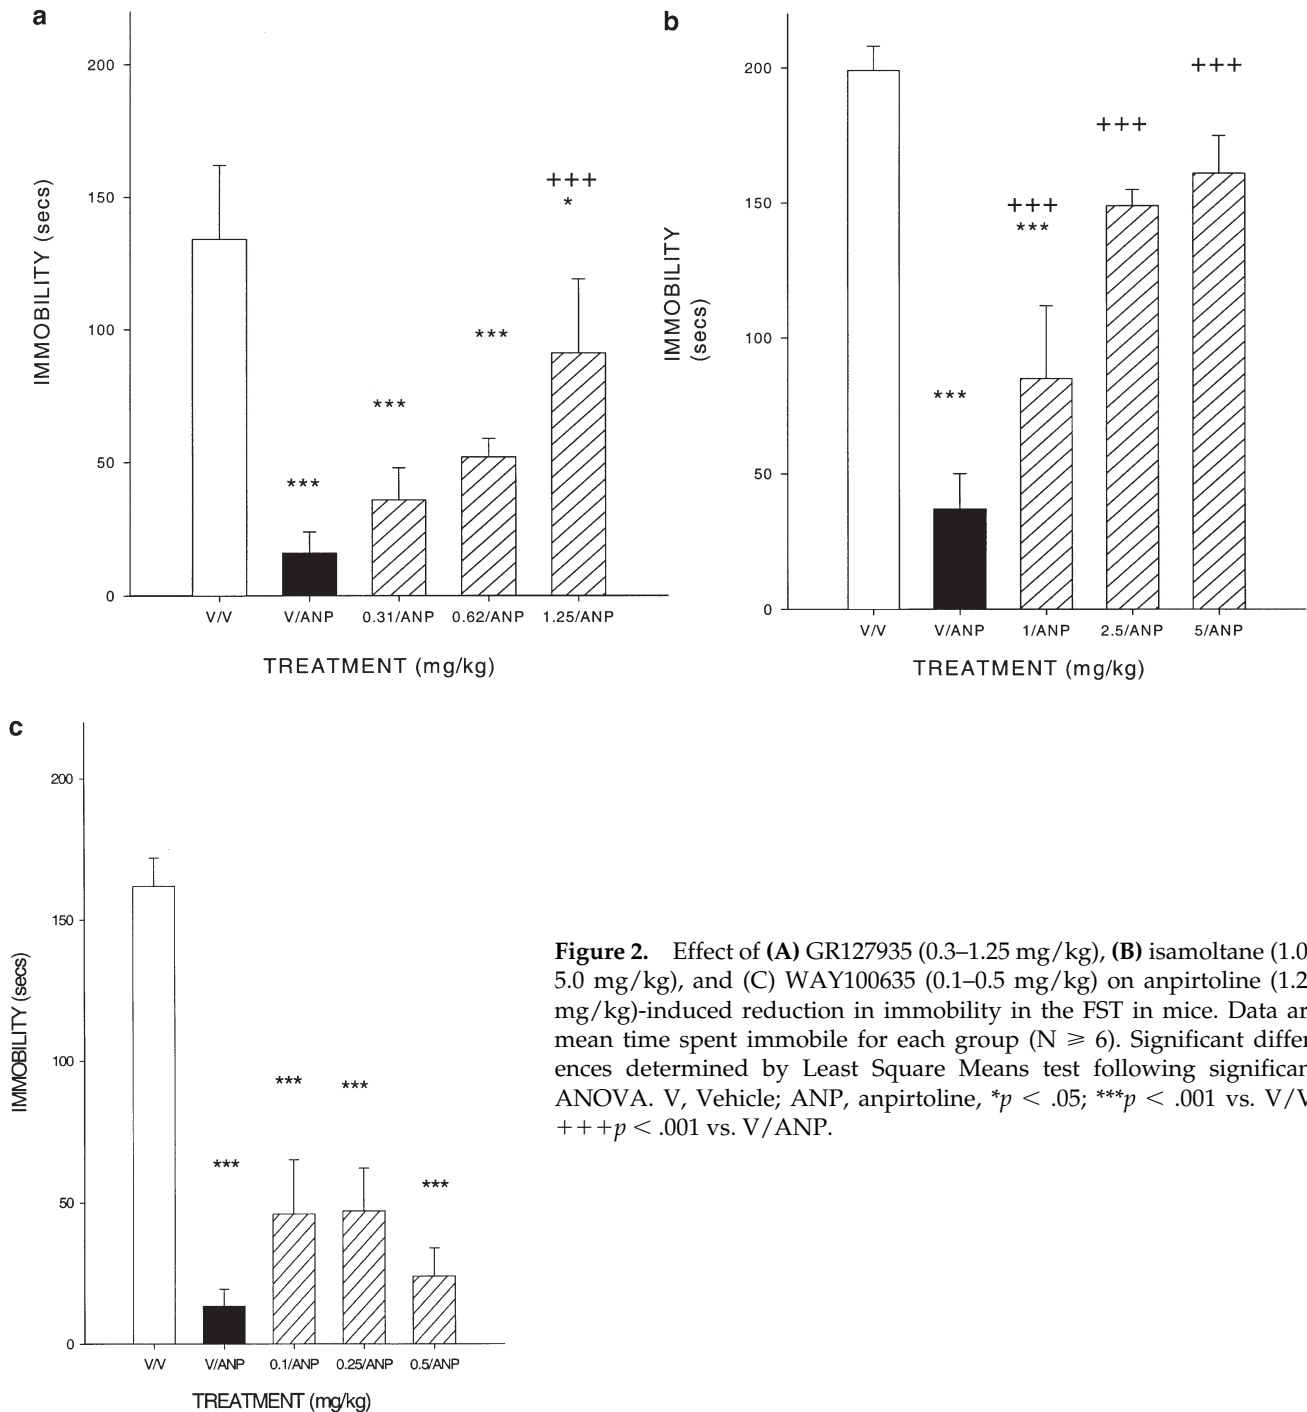 a
200
150
100
50
0
IMMOBILITY (secs)
***
***
***
+++
*
V/V V/ANP 0.31/ANP 0.62/ANP 1.25/ANP
TREATMENT (mg/kg)
b
200
150
100
50
0
IMMOBILITY
(secs)
***
+++
***
+++
+++
V/V V/ANP 1/ANP 2.5/ANP 5/ANP
TREATMENT (mg/kg)
c
200
150
100
50
0
IMMOBILITY (secs)
***
***
***
***
V/V V/ANP 0.1/ANP 0.25/ANP 0.5/ANP
TREATMENT (mg/kg)
Figure 2. Effect of (A) GR127935 (0.3–1.25 mg/kg), (B) isamoltane (1.0
5.0 mg/kg), and (C) WAY100635 (0.1–0.5 mg/kg) on anpirtoline (1.2
mg/kg)-induced reduction in immobility in the FST in mice. Data ar
mean time spent immobile for each group (N ≥ 6). Significant differ
ences determined by Least Square Means test following significan
ANOVA. V, Vehicle; ANP, anpirtoline, *p < .05; ***p < .001 vs. V/V
+++p < .001 vs. V/ANP.